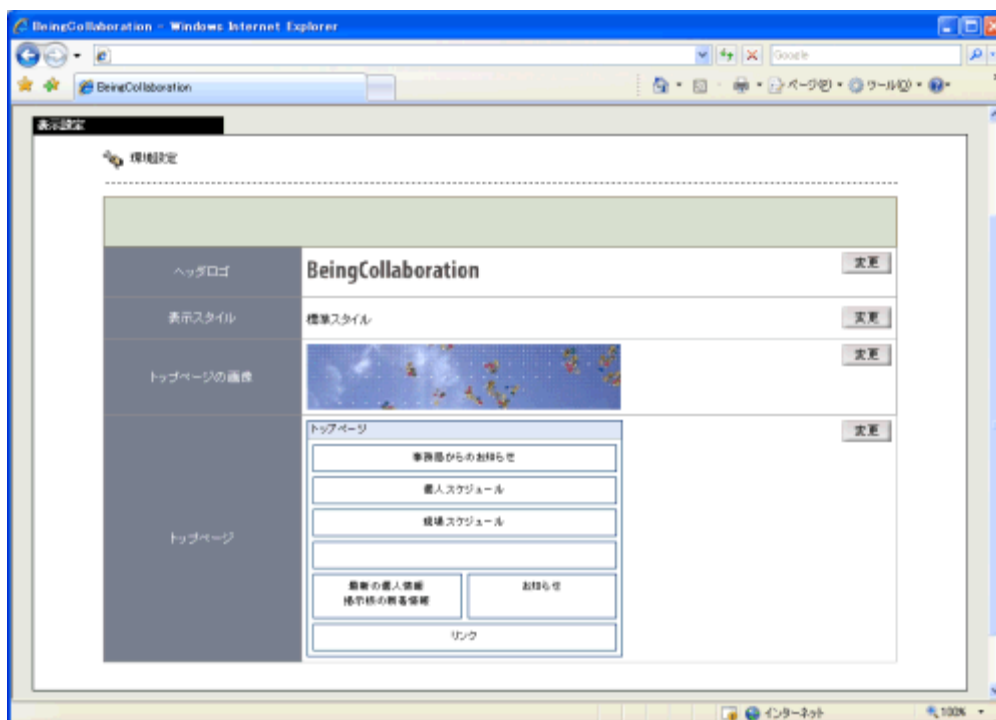 BeingCollaboration - Windows Internet Explorer
Google
BeingCollaboration
ページ(P)
ツール(O)
表示設定
環境設定
ヘッダロゴ
BeingCollaboration
変更
表示スタイル
標準スタイル
変更
トップページの画像
変更
トップページ
トップページ
変更
事務局からのお知らせ
個人スケジュール
現場スケジュール
最新の個人情報
お知らせ
掲示板の新着情報
リンク
インターネット
100%